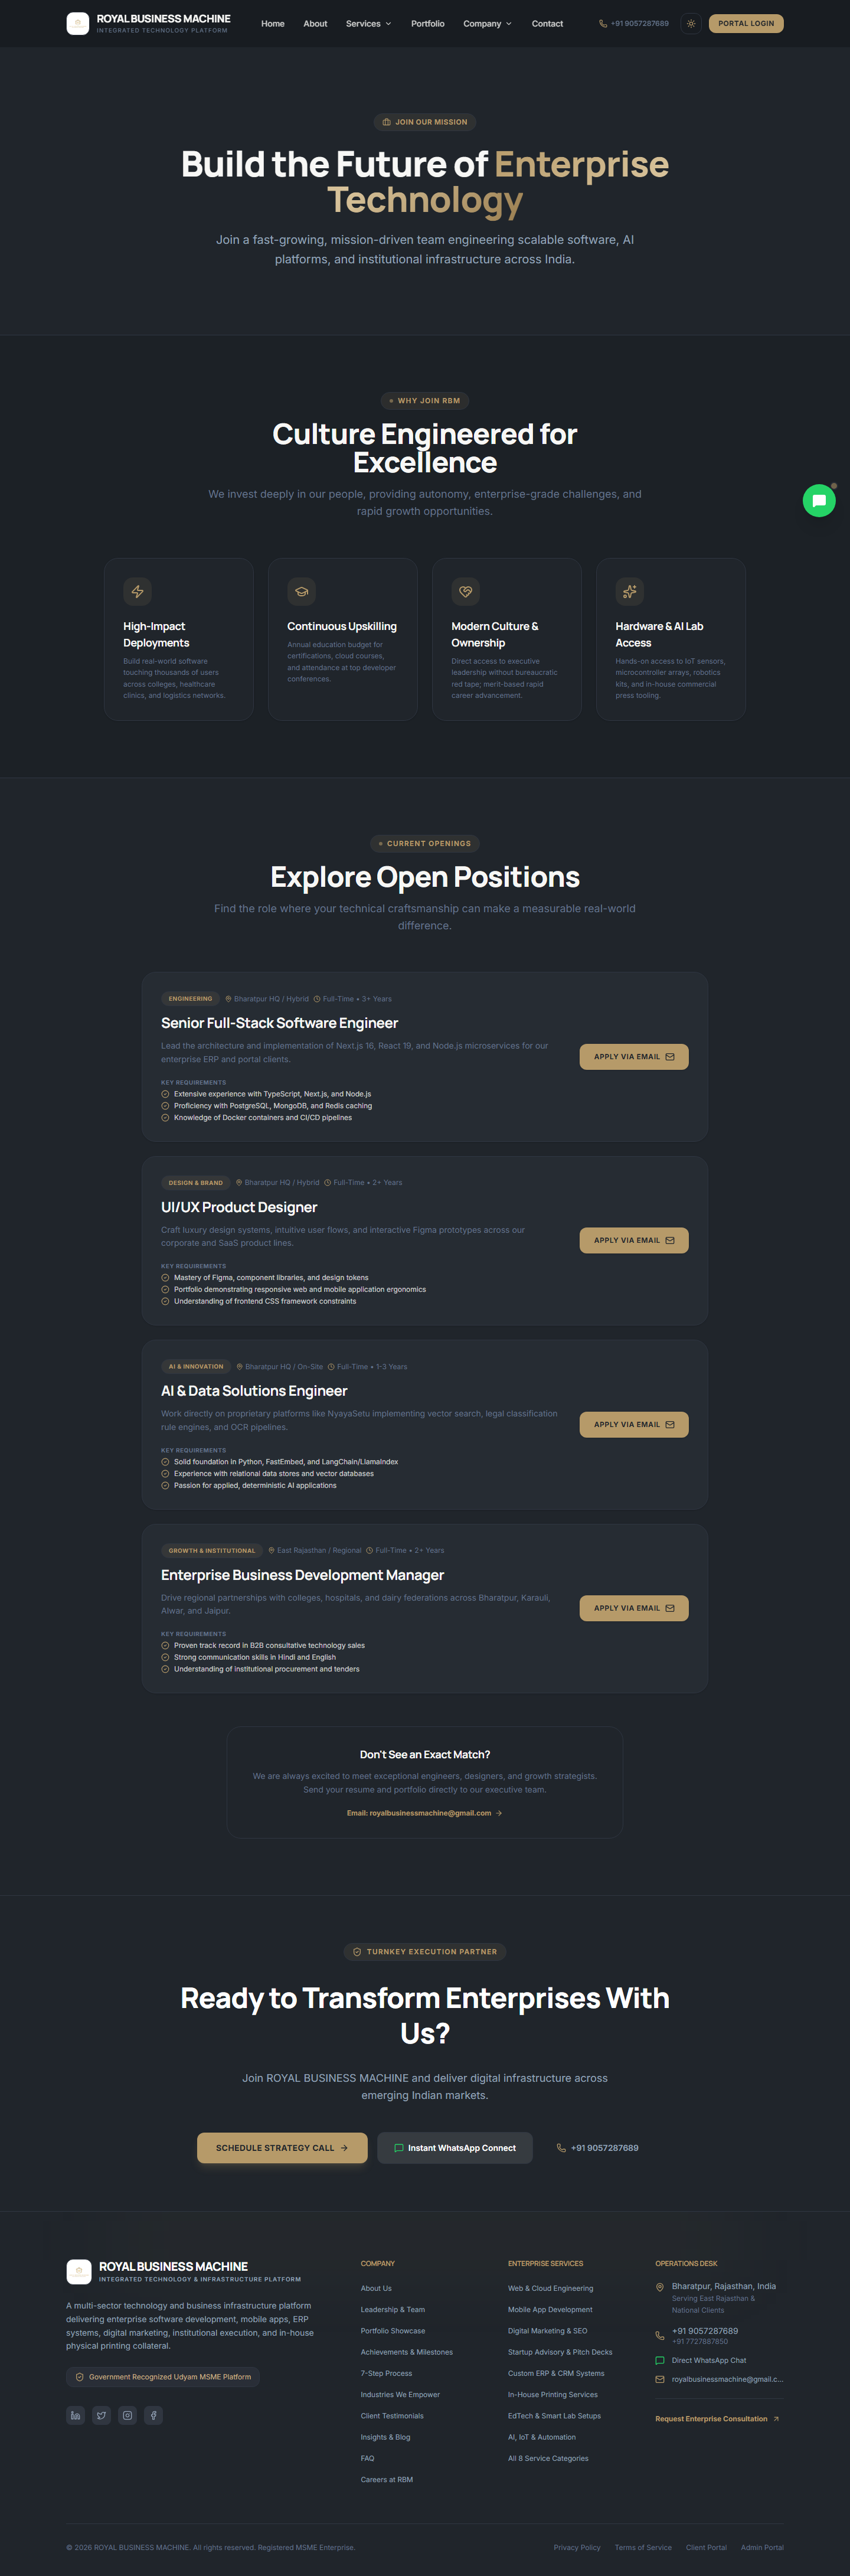 ROYAL BUSINESS MACHINE
INTEGRATED TECHNOLOGY PLATFORM
Home
About
Services
Portfolio
Company
Contact
+91 9057287689
PORTAL LOGIN
JOIN OUR MISSION
Build the Future of Enterprise
Technology
Join a fast-growing, mission-driven team engineering scalable software, AI
platforms, and institutional infrastructure across India.
WHY JOIN RBM
Culture Engineered for
Excellence
We invest deeply in our people, providing autonomy, enterprise-grade challenges, and
rapid growth opportunities.
High-Impact
Deployments
Build real-world software
touching thousands of users
across colleges, healthcare
clinics, and logistics networks.
Continuous Upskilling
Annual education budget for
certifications, cloud courses,
and attendance at top developer
conferences.
Modern Culture &
Ownership
Direct access to executive
leadership without bureaucratic
red tape; merit-based rapid
career advancement.
Hardware & AI Lab
Access
Hands-on access to IoT sensors,
microcontroller arrays, robotics
kits, and in-house commercial
press tooling.
CURRENT OPENINGS
Explore Open Positions
Find the role where your technical craftsmanship can make a measurable real-world
difference.
ENGINEERING
Bharatpur HQ / Hybrid
Full-Time • 3+ Years
Senior Full-Stack Software Engineer
Lead the architecture and implementation of Next.js 16, React 19, and Node.js microservices for our
enterprise ERP and portal clients.
KEY REQUIREMENTS
Extensive experience with TypeScript, Next.js, and Node.js
Proficiency with PostgreSQL, MongoDB, and Redis caching
Knowledge of Docker containers and CI/CD pipelines
APPLY VIA EMAIL
DESIGN & BRAND
Bharatpur HQ / Hybrid
Full-Time • 2+ Years
UI/UX Product Designer
Craft luxury design systems, intuitive user flows, and interactive Figma prototypes across our
corporate and SaaS product lines.
KEY REQUIREMENTS
Mastery of Figma, component libraries, and design tokens
Portfolio demonstrating responsive web and mobile application ergonomics
Understanding of frontend CSS framework constraints
APPLY VIA EMAIL
AI & INNOVATION
Bharatpur HQ / On-Site
Full-Time • 1-3 Years
AI & Data Solutions Engineer
Work directly on proprietary platforms like NyayaSetu implementing vector search, legal classification
rule engines, and OCR pipelines.
KEY REQUIREMENTS
Solid foundation in Python, FastEmbed, and LangChain/LlamaIndex
Experience with relational data stores and vector databases
Passion for applied, deterministic AI applications
APPLY VIA EMAIL
GROWTH & INSTITUTIONAL
East Rajasthan / Regional
Full-Time • 2+ Years
Enterprise Business Development Manager
Drive regional partnerships with colleges, hospitals, and dairy federations across Bharatpur, Karauli,
Alwar, and Jaipur.
KEY REQUIREMENTS
Proven track record in B2B consultative technology sales
Strong communication skills in Hindi and English
Understanding of institutional procurement and tenders
APPLY VIA EMAIL
Don't See an Exact Match?
We are always excited to meet exceptional engineers, designers, and growth strategists.
Send your resume and portfolio directly to our executive team.
Email: royalbusinessmachine@gmail.com
TURNKEY EXECUTION PARTNER
Ready to Transform Enterprises With
Us?
Join ROYAL BUSINESS MACHINE and deliver digital infrastructure across
emerging Indian markets.
SCHEDULE STRATEGY CALL
Instant WhatsApp Connect
+91 9057287689
ROYAL BUSINESS MACHINE
INTEGRATED TECHNOLOGY & INFRASTRUCTURE PLATFORM
A multi-sector technology and business infrastructure platform
delivering enterprise software development, mobile apps, ERP
systems, digital marketing, institutional execution, and in-house
physical printing collateral.
Government Recognized Udyam MSME Platform
COMPANY
About Us
Leadership & Team
Portfolio Showcase
Achievements & Milestones
7-Step Process
Industries We Empower
Client Testimonials
Insights & Blog
FAQ
Careers at RBM
ENTERPRISE SERVICES
Web & Cloud Engineering
Mobile App Development
Digital Marketing & SEO
Startup Advisory & Pitch Decks
Custom ERP & CRM Systems
In-House Printing Services
EdTech & Smart Lab Setups
AI, IoT & Automation
All 8 Service Categories
OPERATIONS DESK
Bharatpur, Rajasthan, India
Serving East Rajasthan &
National Clients
+91 9057287689
+91 7727887850
Direct WhatsApp Chat
royalbusinessmachine@gmail.c...
Request Enterprise Consultation
© 2026 ROYAL BUSINESS MACHINE. All rights reserved. Registered MSME Enterprise.
Privacy Policy
Terms of Service
Client Portal
Admin Portal